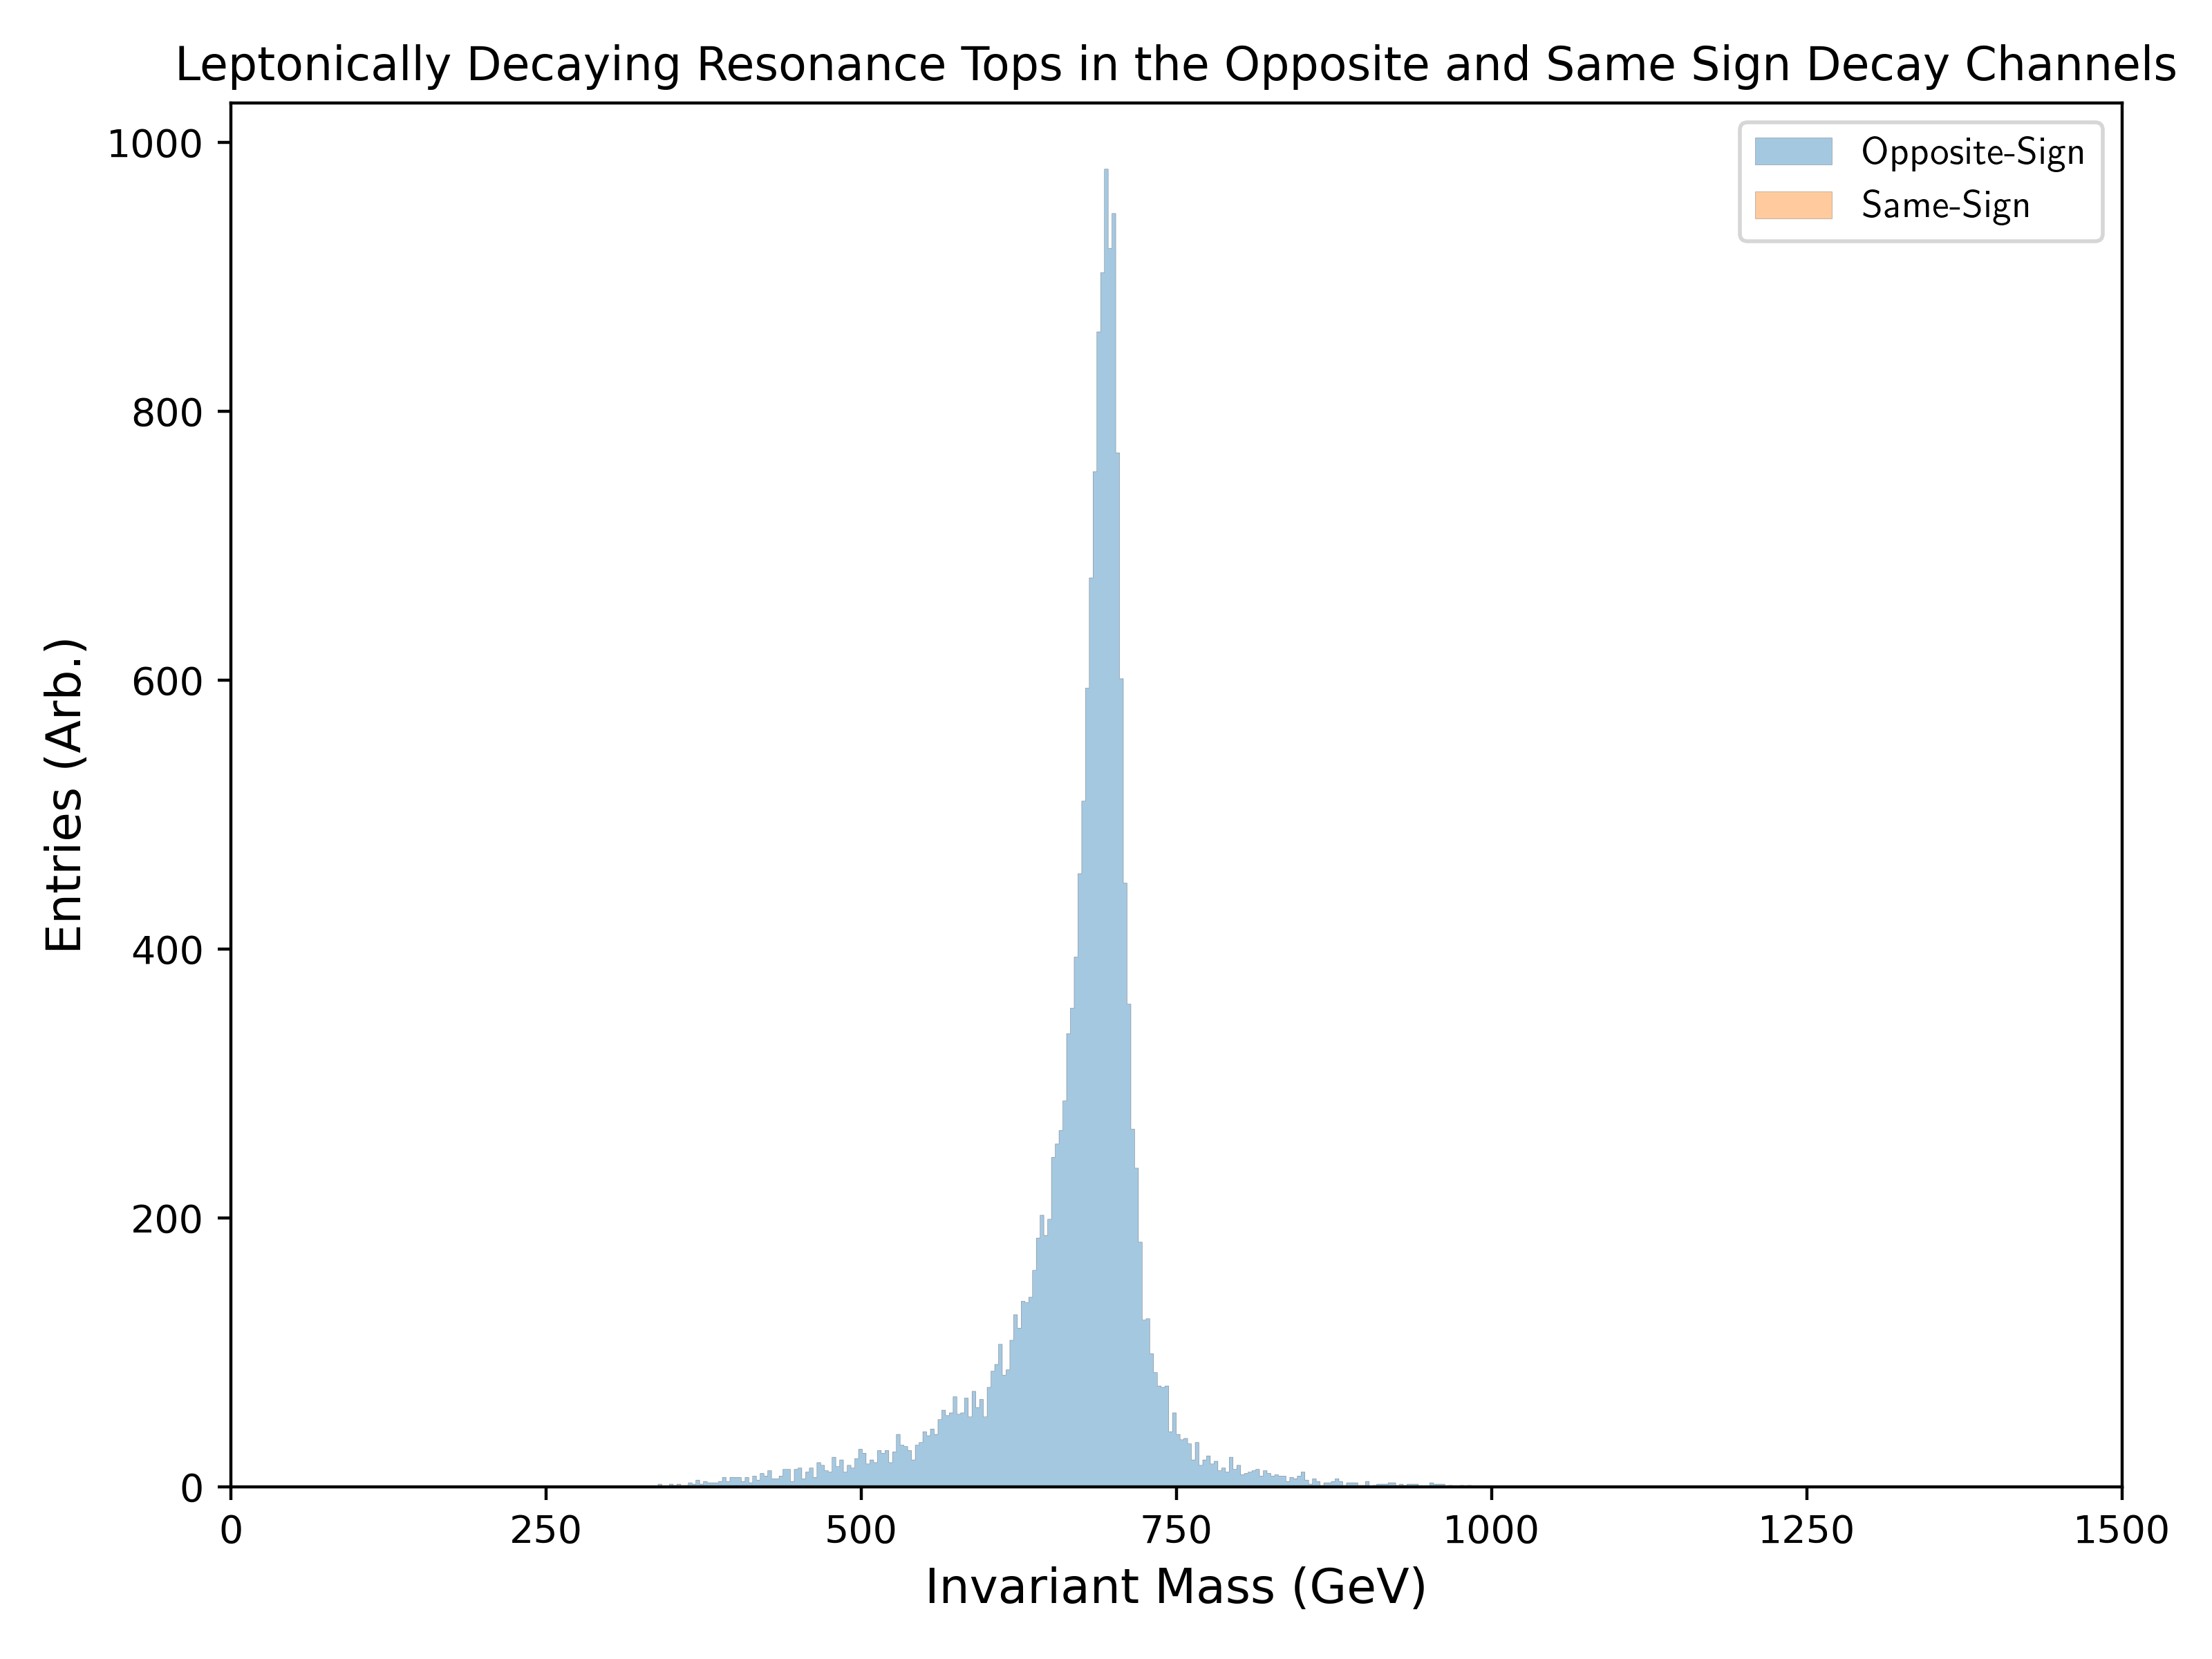 Leptonically Decaying Resonance Tops in the Opposite and Same Sign Decay Channels
Opposite-Sign
Same-Sign
Entries (Arb.)
1000
800
600
400
200
0
0 250 500 750 1000 1250 1500
Invariant Mass (GeV)